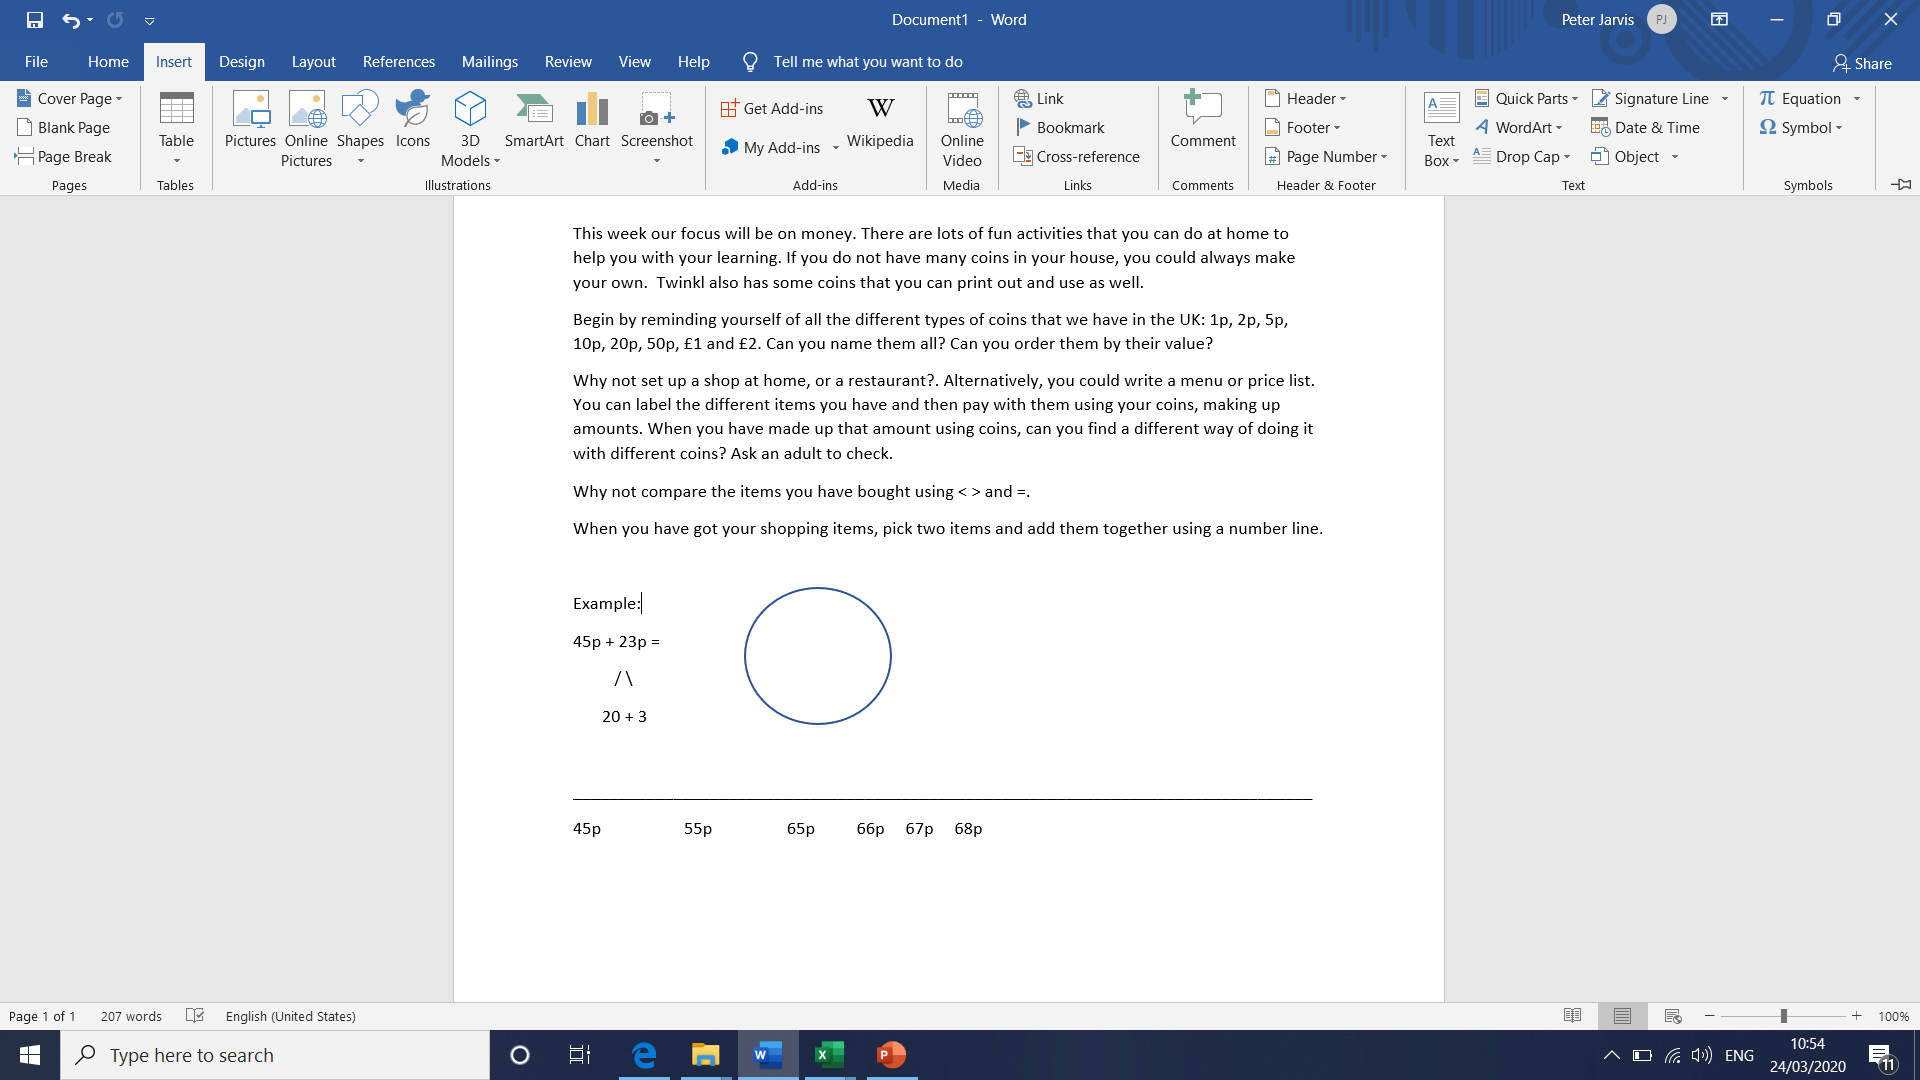 Document1 - Word
Peter Jarvis PJ
File Home Insert Design Layout References Mailings Review View Help Tell me what you want to do Share
Cover Page
Blank Page
Page Break
Pages
Table
Tables
Pictures
Online Pictures
Shapes
Icons
3D Models
SmartArt
Chart
Screenshot
Illustrations
Get Add-ins
My Add-ins
W
Wikipedia
Add-ins
Online Video
Media
Link
Bookmark
Cross-reference
Links
Comment
Comments
Header
Footer
Page Number
Header & Footer
Text Box
Quick Parts
WordArt
Drop Cap
Signature Line
Date & Time
Object
Text
π Equation
Ω Symbol
Symbols
This week our focus will be on money. There are lots of fun activities that you can do at home to
help you with your learning. If you do not have many coins in your house, you could always make
your own.  Twinkl also has some coins that you can print out and use as well.
Begin by reminding yourself of all the different types of coins that we have in the UK: 1p, 2p, 5p,
10p, 20p, 50p, £1 and £2. Can you name them all? Can you order them by their value?
Why not set up a shop at home, or a restaurant?. Alternatively, you could write a menu or price list.
You can label the different items you have and then pay with them using your coins, making up
amounts. When you have made up that amount using coins, can you find a different way of doing it
with different coins? Ask an adult to check.
Why not compare the items you have bought using < > and =.
When you have got your shopping items, pick two items and add them together using a number line.
Example:
45p + 23p =
/ \
20 + 3
45p 55p 65p 66p 67p 68p
Page 1 of 1 207 words English (United States) 100%
Type here to search
ENG
10:54
24/03/2020
11